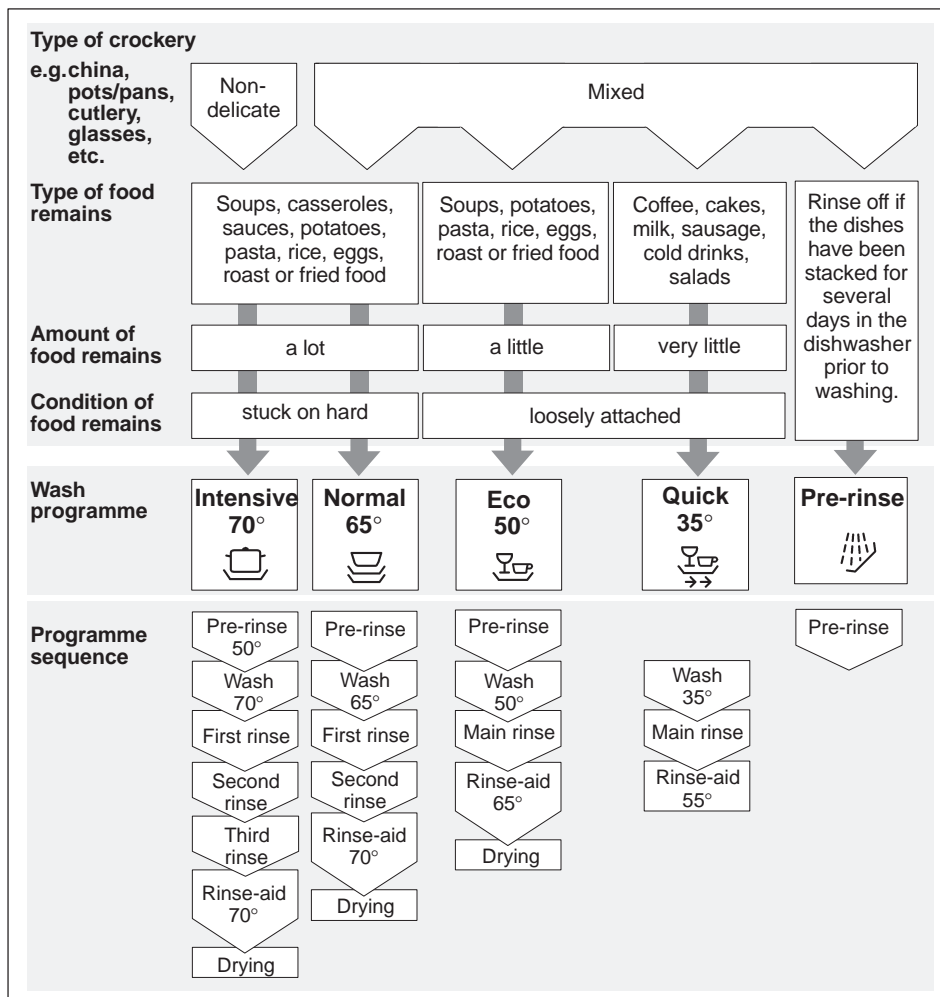 Type of crockery
e.g.china,
pots/pans,
cutlery,
glasses,
etc.
Non-
delicate
Mixed
Type of food
remains
Soups, casseroles,
sauces, potatoes,
pasta, rice, eggs,
roast or fried food
Soups, potatoes,
pasta, rice, eggs,
roast or fried food
Coffee, cakes,
milk, sausage,
cold drinks,
salads
Rinse off if
the dishes
have been
stacked for
several
days in the
dishwasher
prior to
washing.
Amount of
food remains
a lot
a little
very little
Condition of
food remains
stuck on hard
loosely attached
Wash
programme
Intensive
70°
Normal
65°
Eco
50°
Quick
35°
Pre-rinse
Programme
sequence
Pre-rinse
50°
Wash
70°
First rinse
Second
rinse
Third
rinse
Rinse-aid
70°
Drying
Pre-rinse
Wash
65°
First rinse
Second
rinse
Rinse-aid
70°
Drying
Pre-rinse
Wash
50°
Main rinse
Rinse-aid
65°
Drying
Wash
35°
Main rinse
Rinse-aid
55°
Pre-rinse